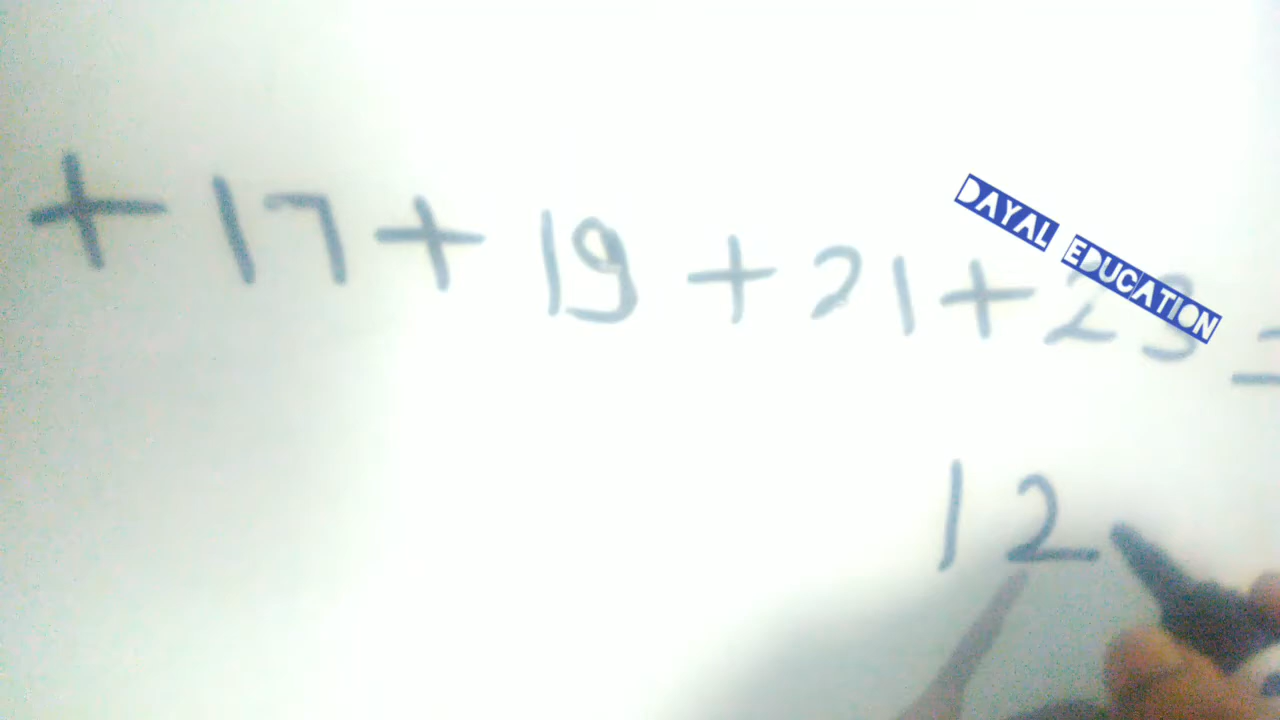 + 17 + 19 + 21 + 23 =
DAYAL EDUCATION
12